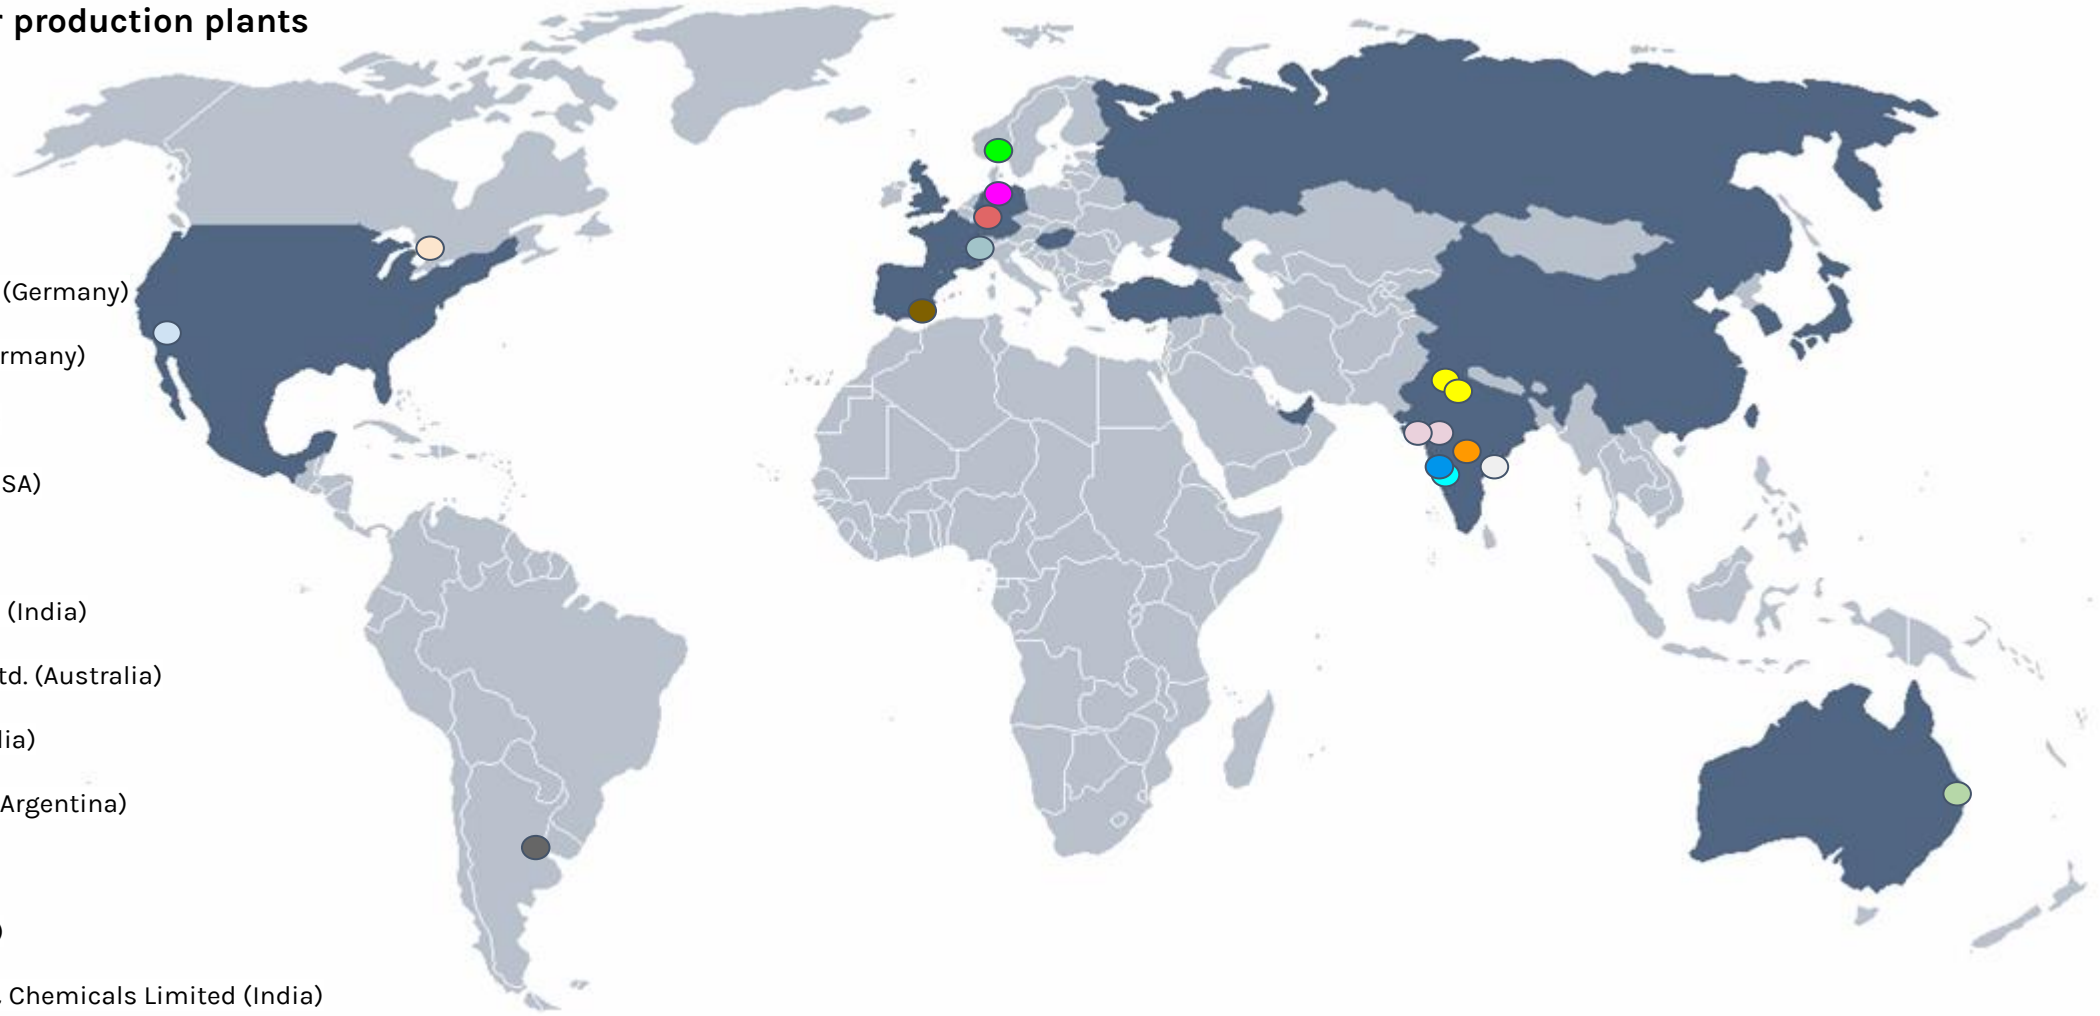 production plants
(Germany)
rmany)
SA)
(India)
td. (Australia)
lia)
Argentina)
)
Chemicals Limited (India)